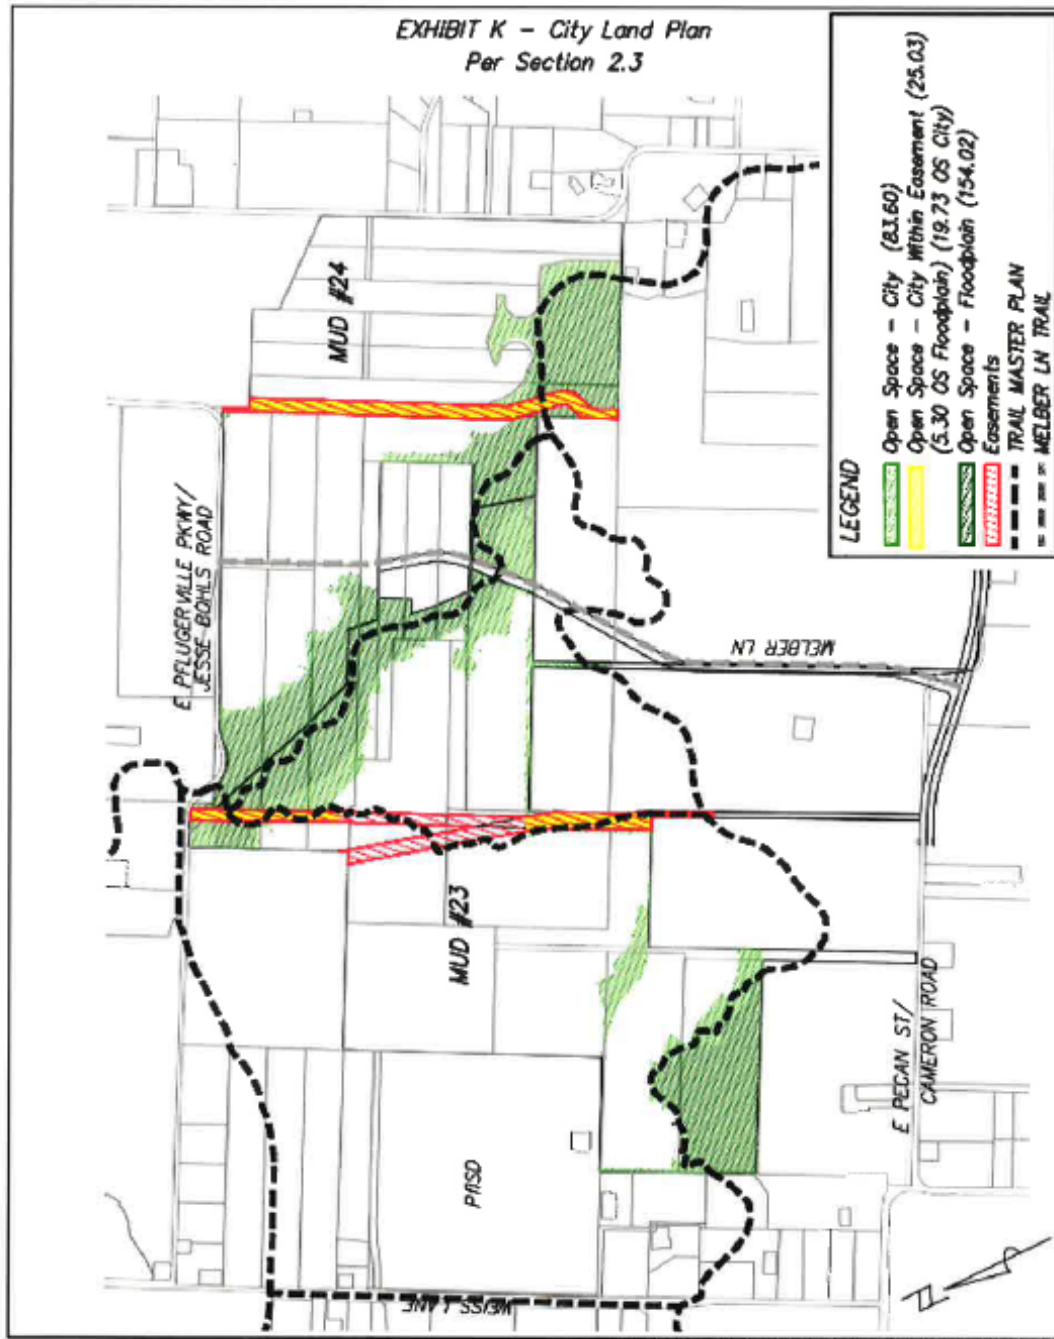 EXHIBIT K - City Land Plan
Per Section 2.3
LEGEND
Open Space - City (83.60)
Open Space - City Within Easement (25.03)
(5.30 OS Floodplain) (19.73 OS City)
Open Space - Floodplain (154.02)
Easements
TRAIL MASTER PLAN
MELBER LN TRAIL
MUD #24
E PFLUGERVILLE PKWY/
JESSE BOHLS ROAD
MELBER LN
MUD #23
E PECAN ST/
CAMERON ROAD
PfISD
WEISS LANE